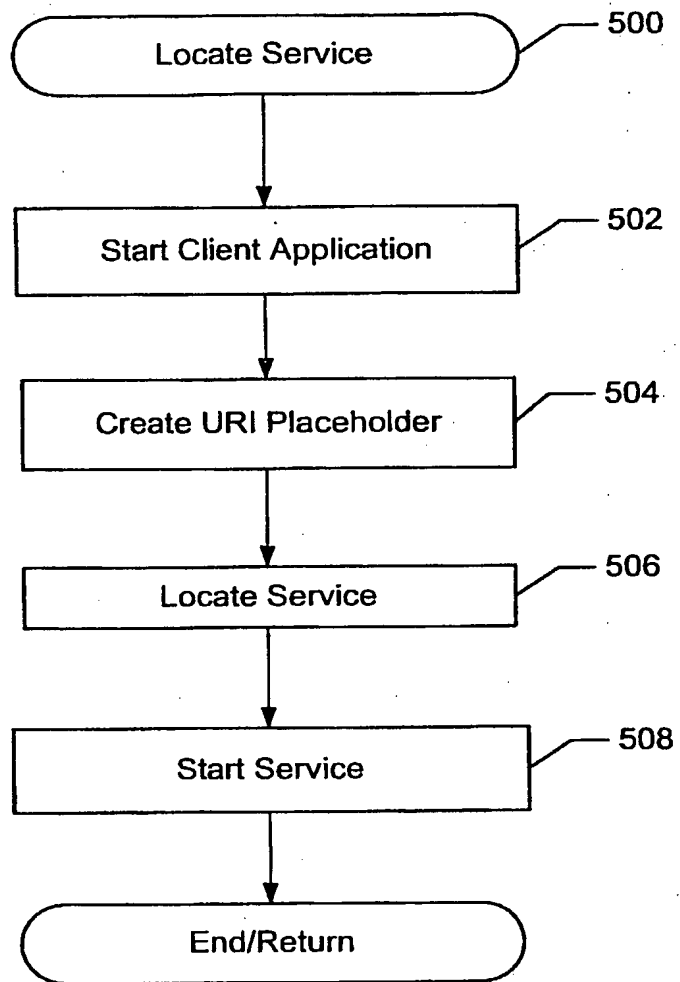 Locate Service
500
Start Client Application
502
Create URI Placeholder
504
Locate Service
506
Start Service
508
End/Return